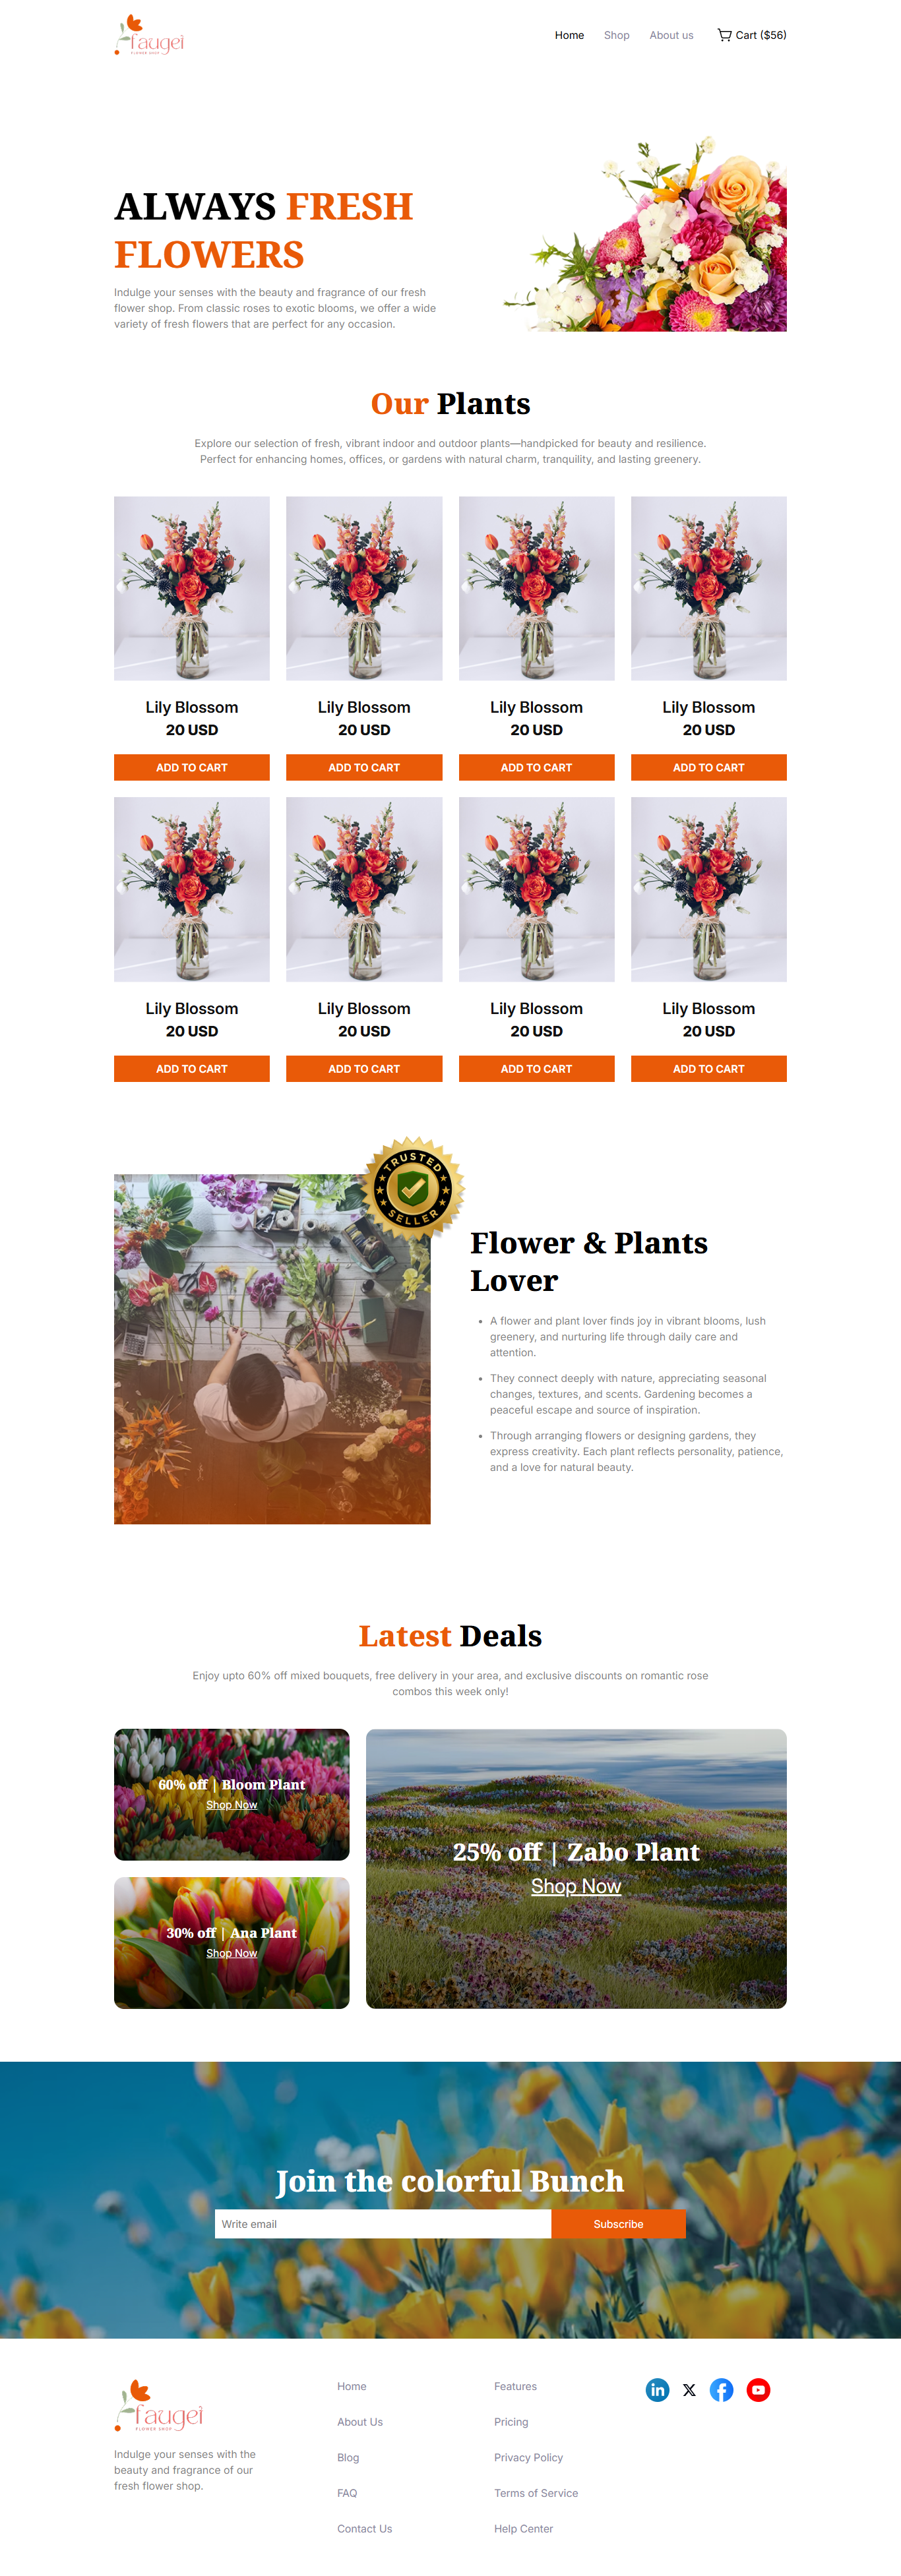 faugei
FLOWER SHOP
Home
Shop
About us
Cart ($56)
ALWAYS FRESH
FLOWERS
Indulge your senses with the beauty and fragrance of our fresh
flower shop. From classic roses to exotic blooms, we offer a wide
variety of fresh flowers that are perfect for any occasion.
Our Plants
Explore our selection of fresh, vibrant indoor and outdoor plants—handpicked for beauty and resilience.
Perfect for enhancing homes, offices, or gardens with natural charm, tranquility, and lasting greenery.
Lily Blossom
20 USD
ADD TO CART
Lily Blossom
20 USD
ADD TO CART
Lily Blossom
20 USD
ADD TO CART
Lily Blossom
20 USD
ADD TO CART
Lily Blossom
20 USD
ADD TO CART
Lily Blossom
20 USD
ADD TO CART
Lily Blossom
20 USD
ADD TO CART
Lily Blossom
20 USD
ADD TO CART
TRUSTED
SELLER
Flower & Plants
Lover
• A flower and plant lover finds joy in vibrant blooms, lush
greenery, and nurturing life through daily care and
attention.
• They connect deeply with nature, appreciating seasonal
changes, textures, and scents. Gardening becomes a
peaceful escape and source of inspiration.
• Through arranging flowers or designing gardens, they
express creativity. Each plant reflects personality, patience,
and a love for natural beauty.
Latest Deals
Enjoy upto 60% off mixed bouquets, free delivery in your area, and exclusive discounts on romantic rose
combos this week only!
60% off | Bloom Plant
Shop Now
30% off | Ana Plant
Shop Now
25% off | Zabo Plant
Shop Now
Join the colorful Bunch
Write email
Subscribe
faugei
FLOWER SHOP
Indulge your senses with the
beauty and fragrance of our
fresh flower shop.
Home
About Us
Blog
FAQ
Contact Us
Features
Pricing
Privacy Policy
Terms of Service
Help Center
in
X
f